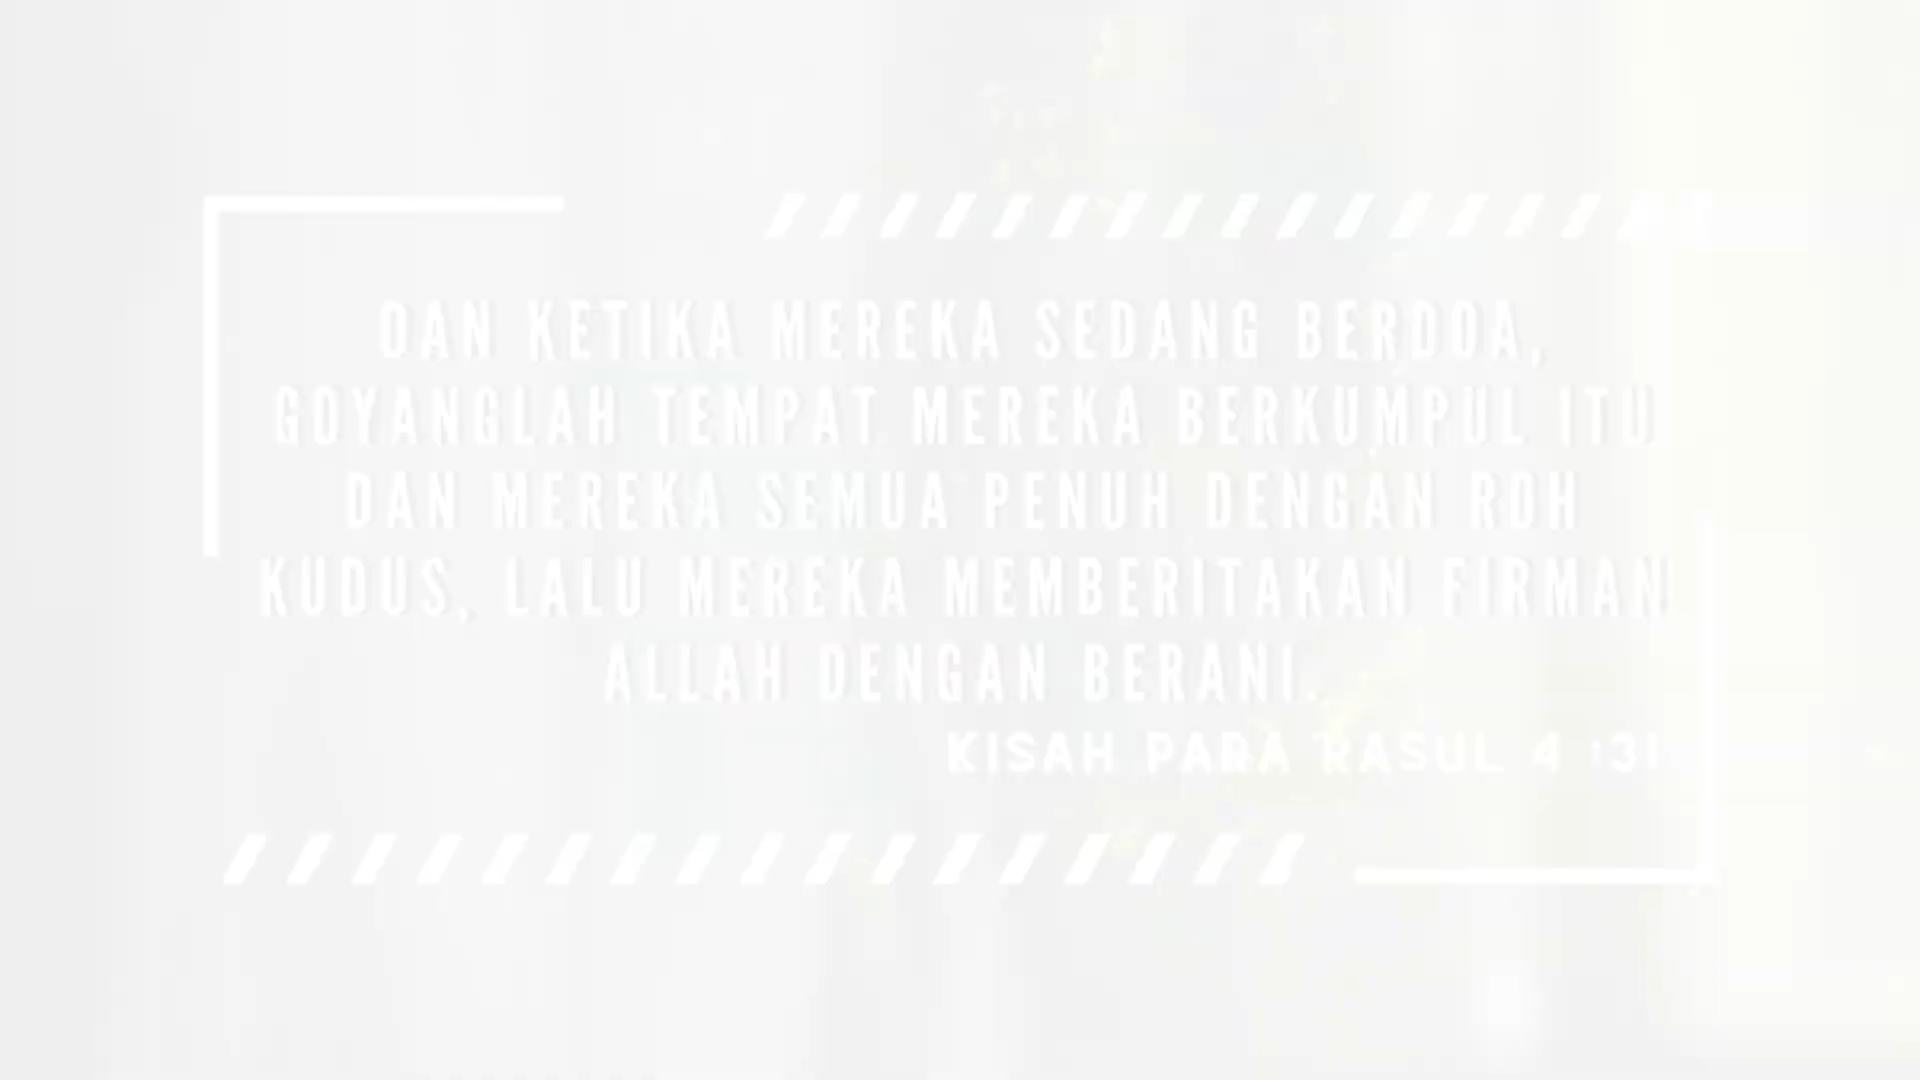 DAN KETIKA MEREKA SEDANG BERDOA,
GOYANGLAH TEMPAT MEREKA BERKUMPUL ITU
DAN MEREKA SEMUA PENUH DENGAN ROH
KUDUS, LALU MEREKA MEMBERITAKAN FIRMAN
ALLAH DENGAN BERANI.
KISAH PARA RASUL 4 :31